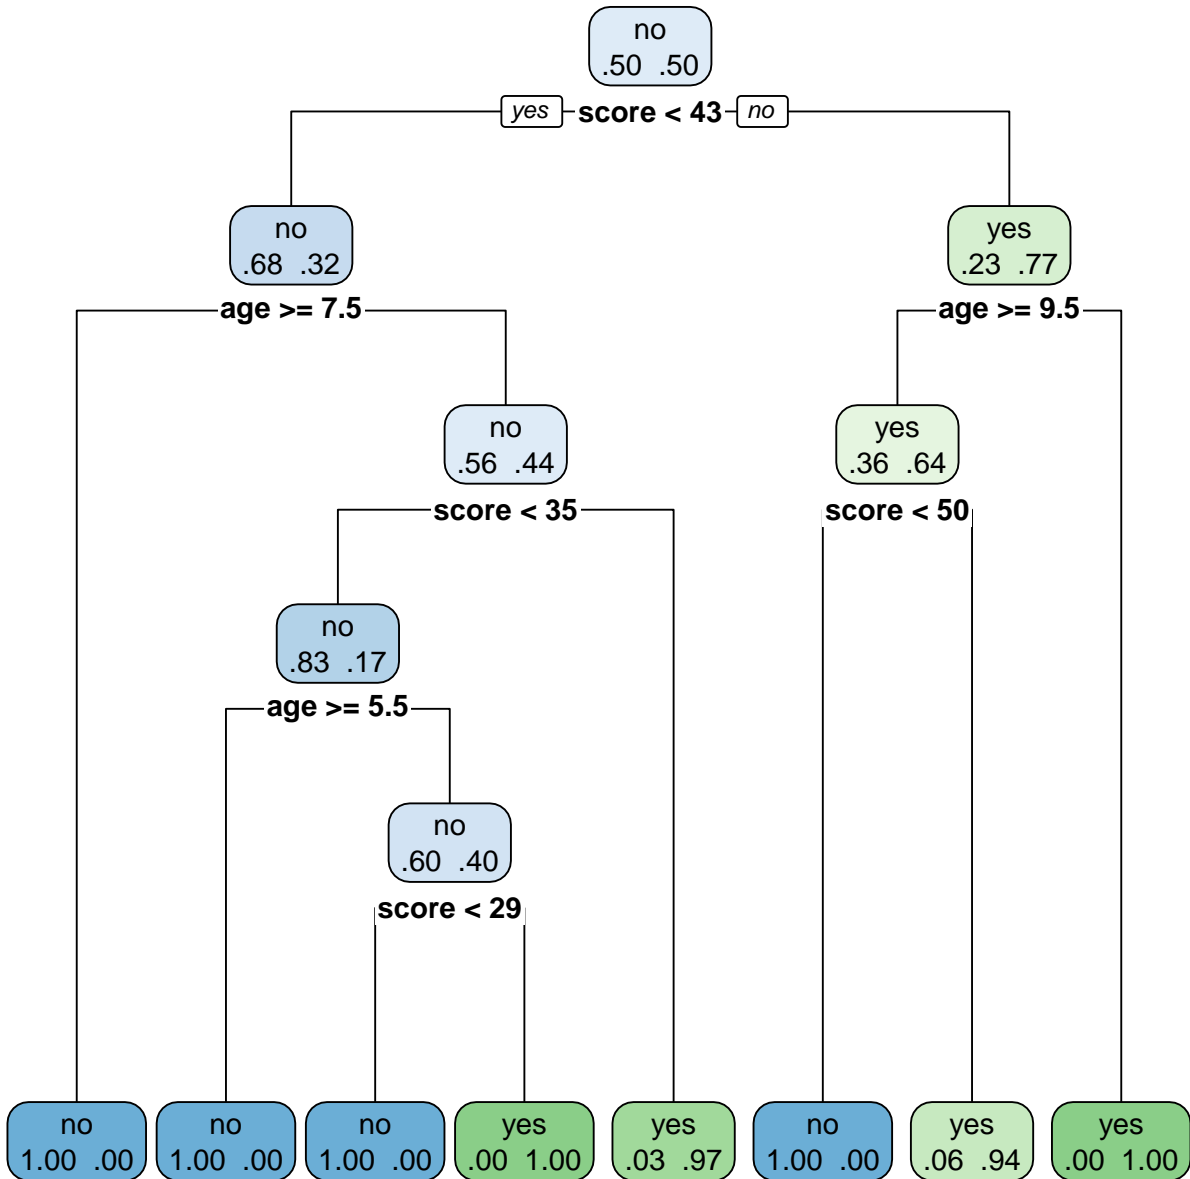 no
.50 .50
yes score < 43 no
no
.68 .32
yes
.23 .77
age >= 7.5
age >= 9.5
no
.56 .44
yes
.36 .64
score < 35
score < 50
no
.83 .17
age >= 5.5
no
.60 .40
score < 29
no
1.00 .00
no
1.00 .00
no
1.00 .00
yes
.00 1.00
yes
.03 .97
no
1.00 .00
yes
.06 .94
yes
.00 1.00